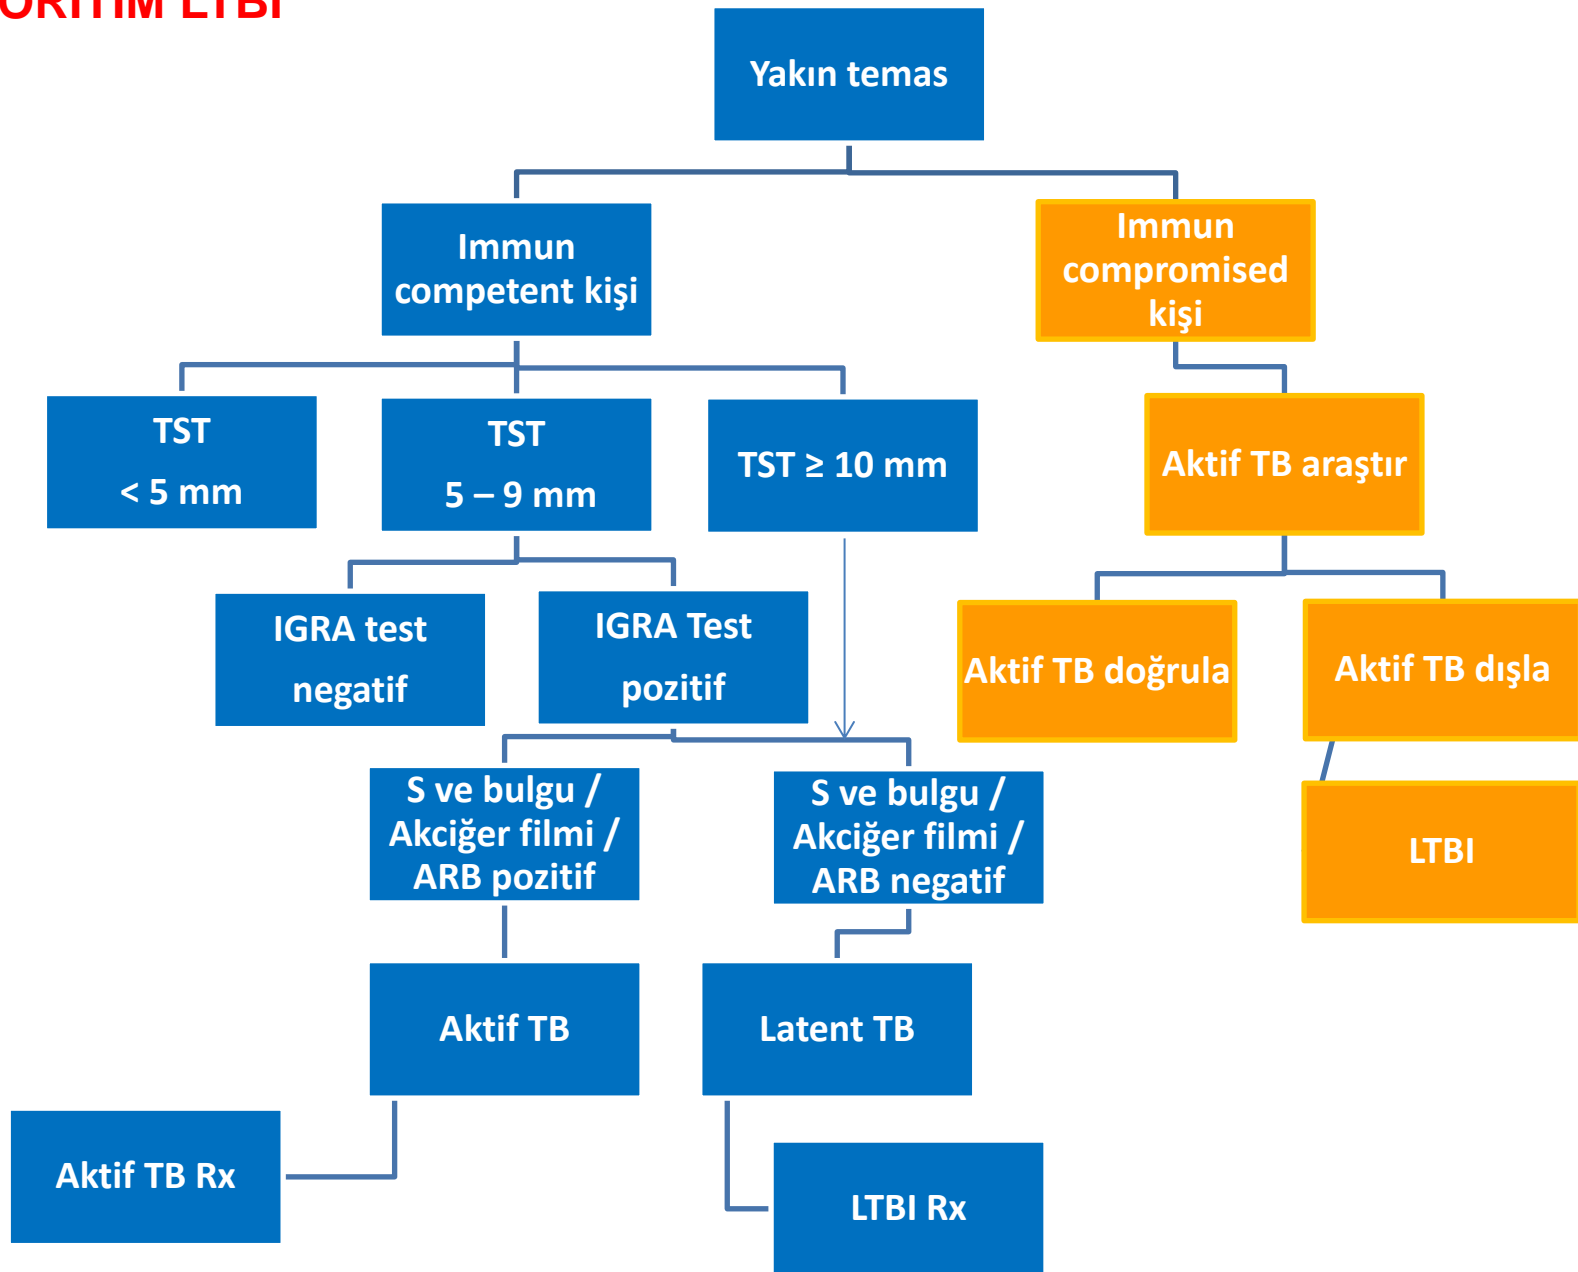 LTBI
Yakın temas
Immun
competent kişi
Immun
compromised
kişi
TST
< 5 mm
TST
5 – 9 mm
TST ≥ 10 mm
Aktif TB araştır
IGRA test
negatif
IGRA Test
pozitif
Aktif TB doğrula
Aktif TB dışla
S ve bulgu /
Akciğer filmi /
ARB pozitif
S ve bulgu /
Akciğer filmi /
ARB negatif
LTBI
Aktif TB
Latent TB
Aktif TB Rx
LTBI Rx